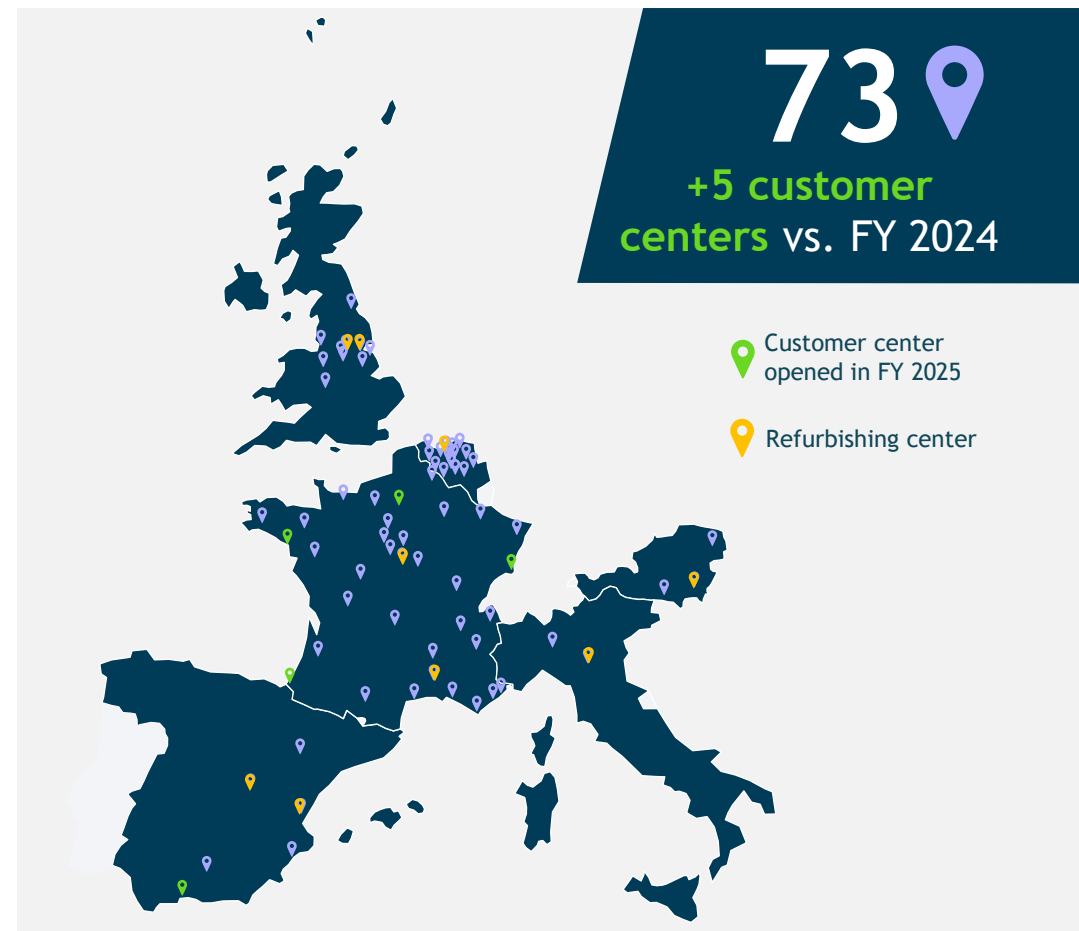 73
+5 customer
centers vs. FY 2024
Customer center
opened in FY 2025
Refurbishing center